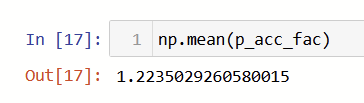 In [17]: 1 np.mean(p_acc_fac)
Out[17]: 1.2235029260580015